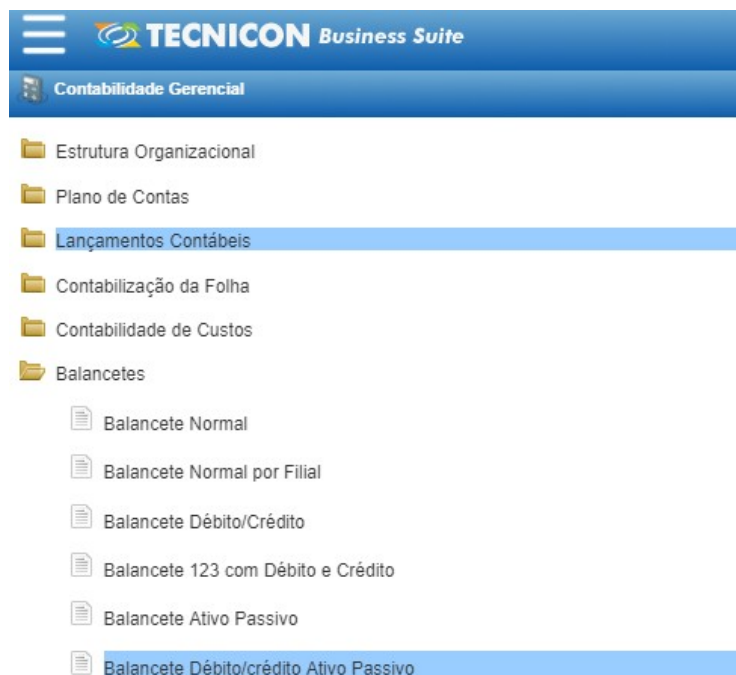 TECNICON Business Suite
Contabilidade Gerencial
Estrutura Organizacional
Plano de Contas
Lançamentos Contábeis
Contabilização da Folha
Contabilidade de Custos
Balancetes
Balancete Normal
Balancete Normal por Filial
Balancete Débito/Crédito
Balancete 123 com Débito e Crédito
Balancete Ativo Passivo
Balancete Débito/crédito Ativo Passivo